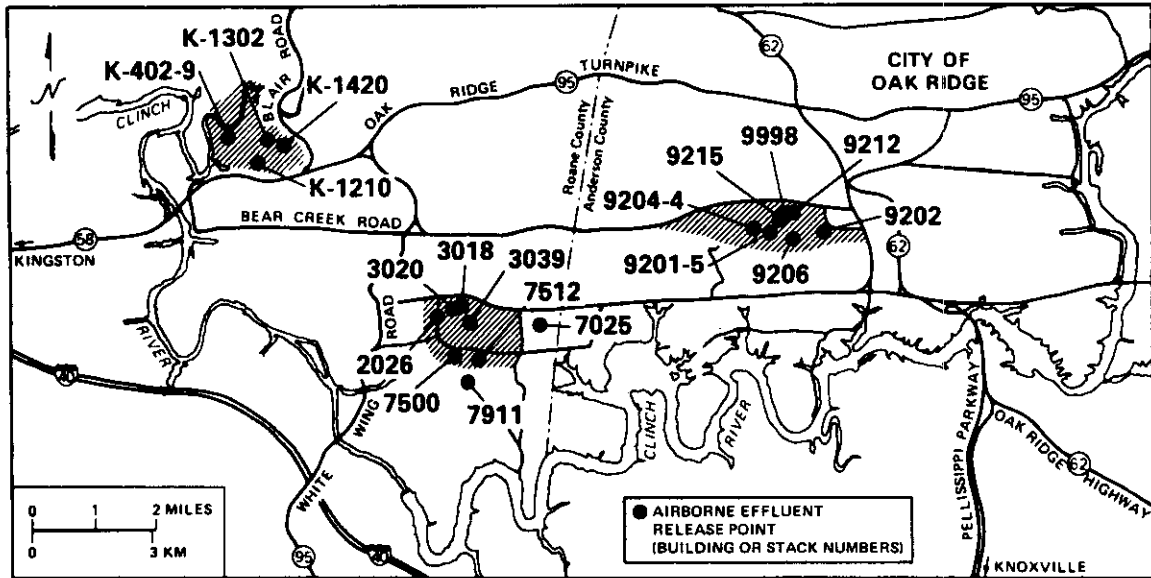 K-1302
K-402-9
BLAIR ROAD
K-1420
N
CLINCH
K-1210
OAK RIDGE TURNPIKE
95
62
CITY OF
OAK RIDGE
95
Roane County
Anderson County
9998
9215
9212
9204-4
9202
9201-5
9206
62
BEAR CREEK ROAD
58
KINGSTON
RIVER
3018
3020
3039
7512
7025
2026
7500
7911
WHITE WING ROAD
40
95
40
CLINCH
RIVER
PELLISSIPPI PARKWAY
OAK RIDGE
HIGHWAY
62
KNOXVILLE
0 1 2 MILES
0 3 KM
AIRBORNE EFFLUENT
RELEASE POINT
(BUILDING OR STACK NUMBERS)